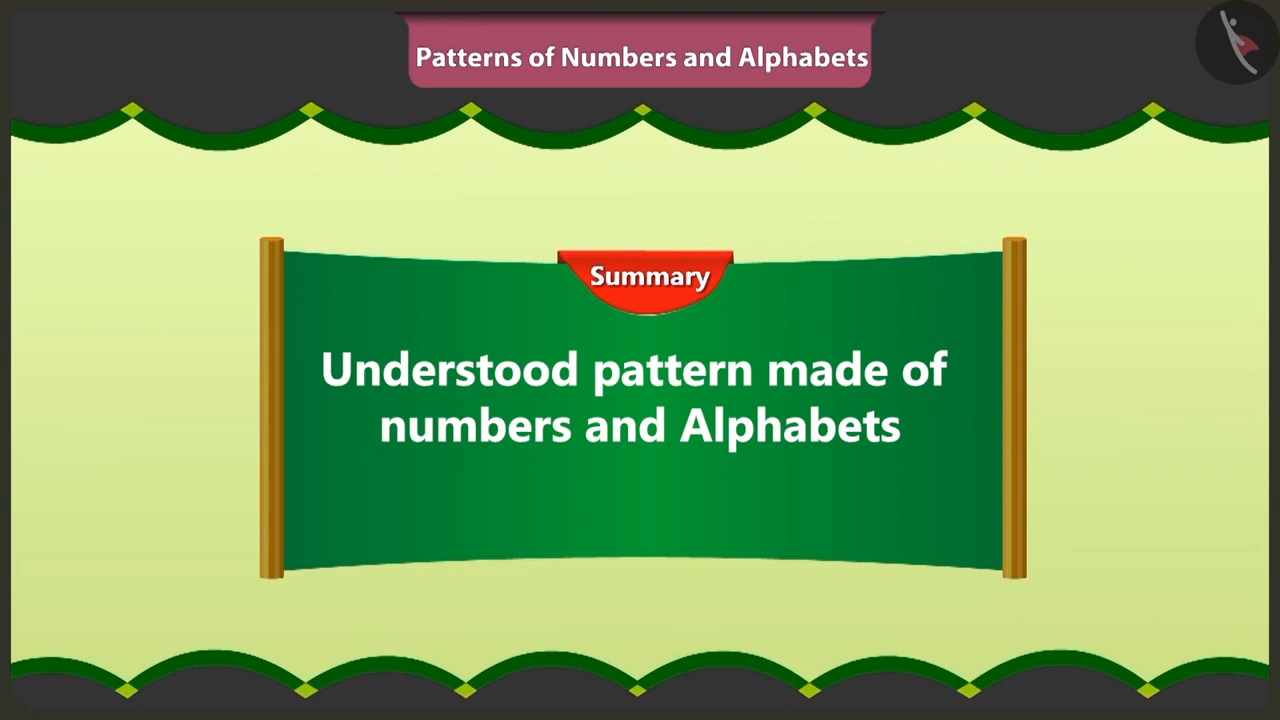 Patterns of Numbers and Alphabets
Summary
Understood pattern made of
numbers and Alphabets